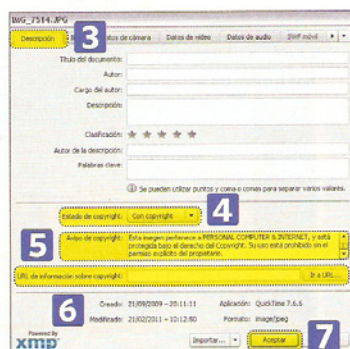 IMG_7514.JPG
3
Descripción
Datos de cámara Datos de vídeo Datos de audio SWF móvil
Título del documento:
Autor:
Cargo del autor:
Descripción:
Clasificación:
Autor de la descripción:
Palabras clave:
Se pueden utilizar puntos y coma o comas para separar varios valores.
Estado de copyright: Con copyright
4
5
Aviso de copyright: Esta imagen pertenece a PERSONAL COMPUTER & INTERNET, y está
protegida bajo el derecho del Copyright. Su uso está prohibido sin el
permiso explícito del propietario.
URL de información sobre copyright: Ir a URL...
6
Creado: 21/09/2009 - 20:11:11 Aplicación: QuickTime 7.6.6
Modificado: 21/02/2011 - 10:12:50 Formato: image/jpeg
Powered By
xmp
Importar... Aceptar
7